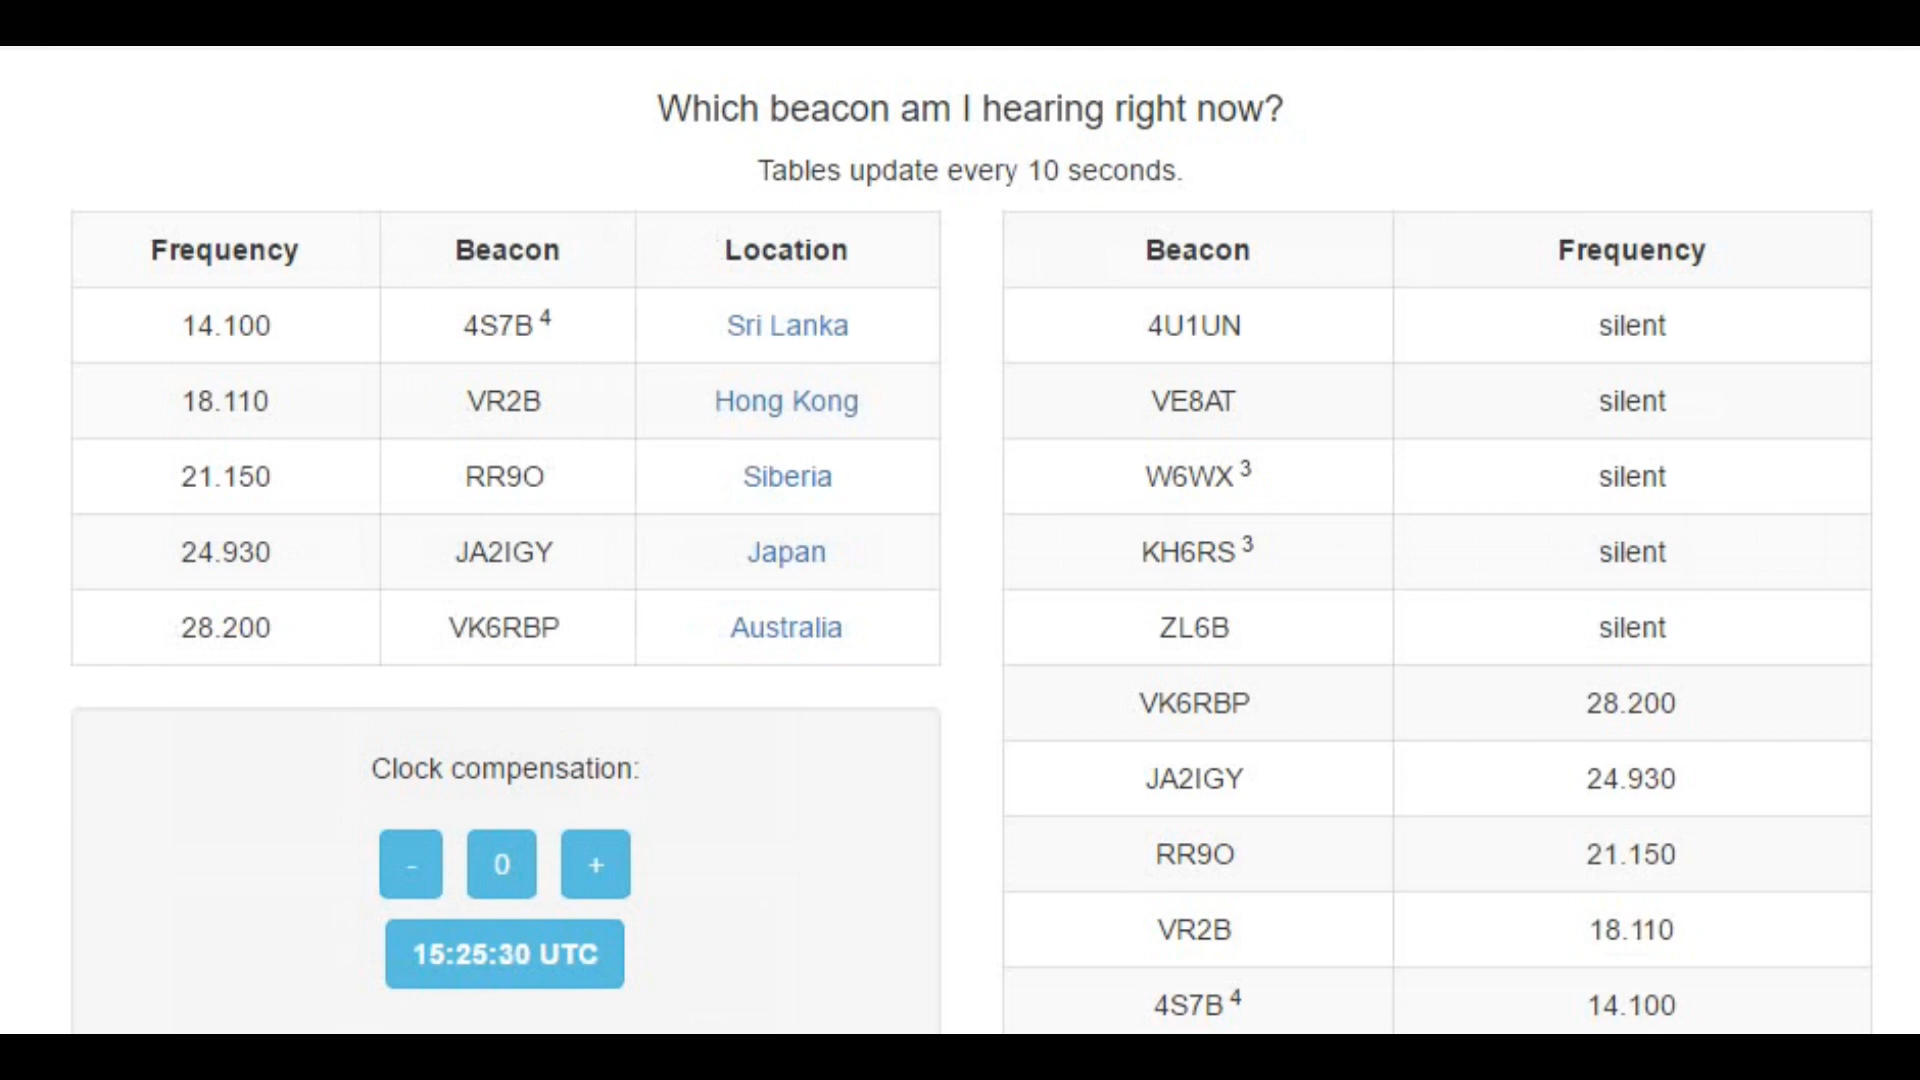 Which beacon am I hearing right now?
Tables update every 10 seconds.
Frequency Beacon Location
14.100 4S7B 4 Sri Lanka
18.110 VR2B Hong Kong
21.150 RR9O Siberia
24.930 JA2IGY Japan
28.200 VK6RBP Australia
Clock compensation:
- 0 +
15:25:30 UTC
Beacon Frequency
4U1UN silent
VE8AT silent
W6WX 3 silent
KH6RS 3 silent
ZL6B silent
VK6RBP 28.200
JA2IGY 24.930
RR9O 21.150
VR2B 18.110
4S7B 4 14.100